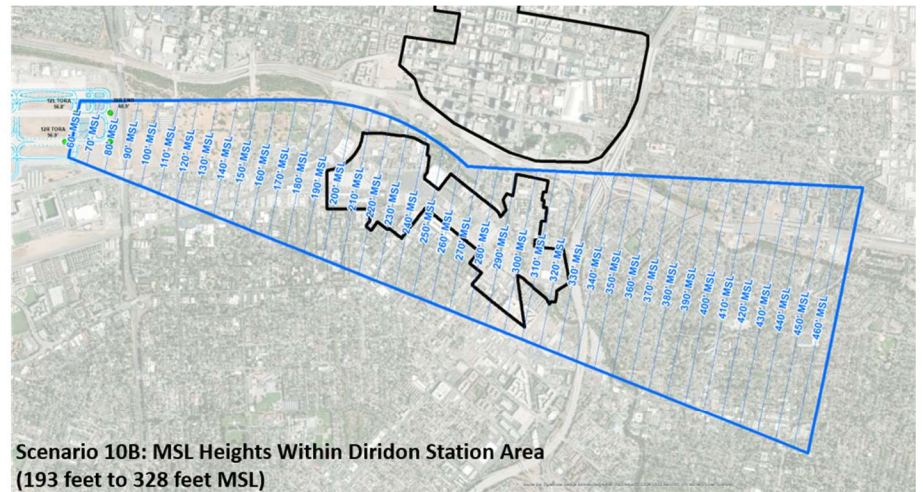 12L TORA
12R TORA
60' MSL
70' MSL
80' MSL
90' MSL
100' MSL
110' MSL
120' MSL
130' MSL
140' MSL
150' MSL
160' MSL
170' MSL
180' MSL
190' MSL
200' MSL
210' MSL
220' MSL
230' MSL
240' MSL
250' MSL
260' MSL
270' MSL
280' MSL
290' MSL
300' MSL
310' MSL
320' MSL
330' MSL
340' MSL
350' MSL
360' MSL
370' MSL
380' MSL
390' MSL
400' MSL
410' MSL
420' MSL
430' MSL
440' MSL
450' MSL
460' MSL
Scenario 10B: MSL Heights Within Diridon Station Area
(193 feet to 328 feet MSL)